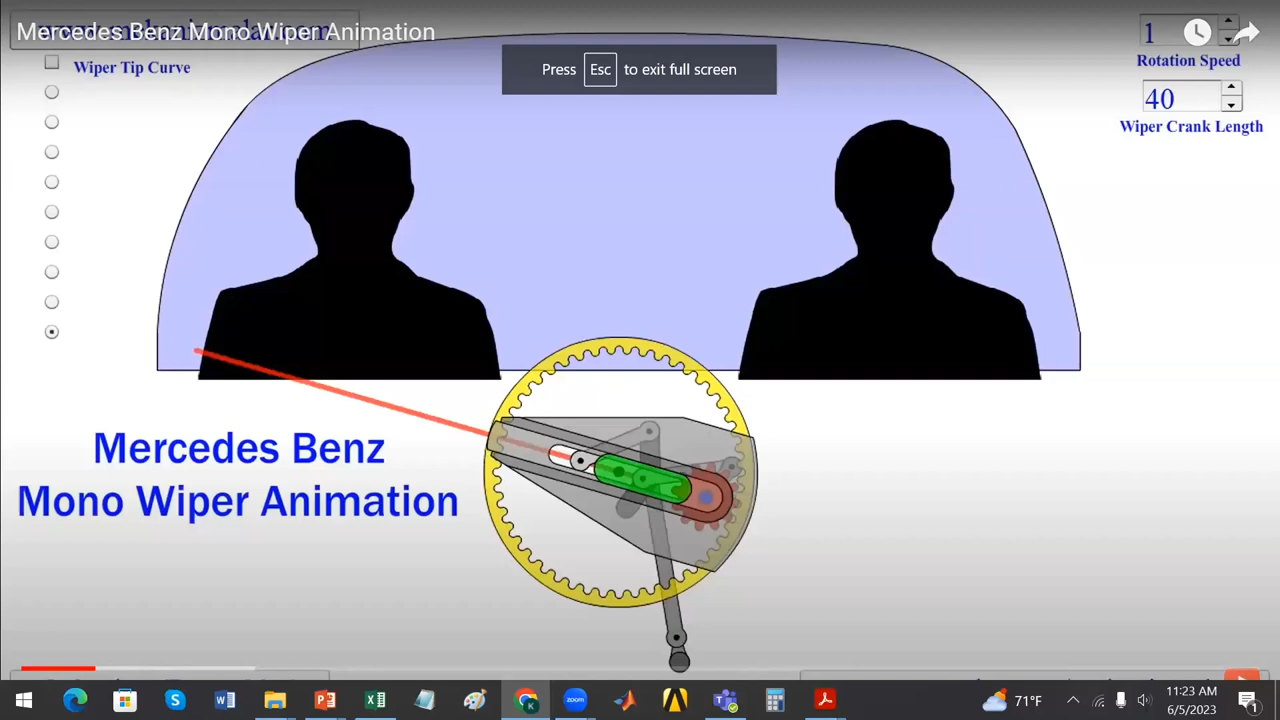 Mercedes Benz Mono Wiper Animation
Wiper Tip Curve
Press Esc to exit full screen
1
Rotation Speed
40
Wiper Crank Length
Mercedes Benz
Mono Wiper Animation
71°F
11:23 AM
6/5/2023
1